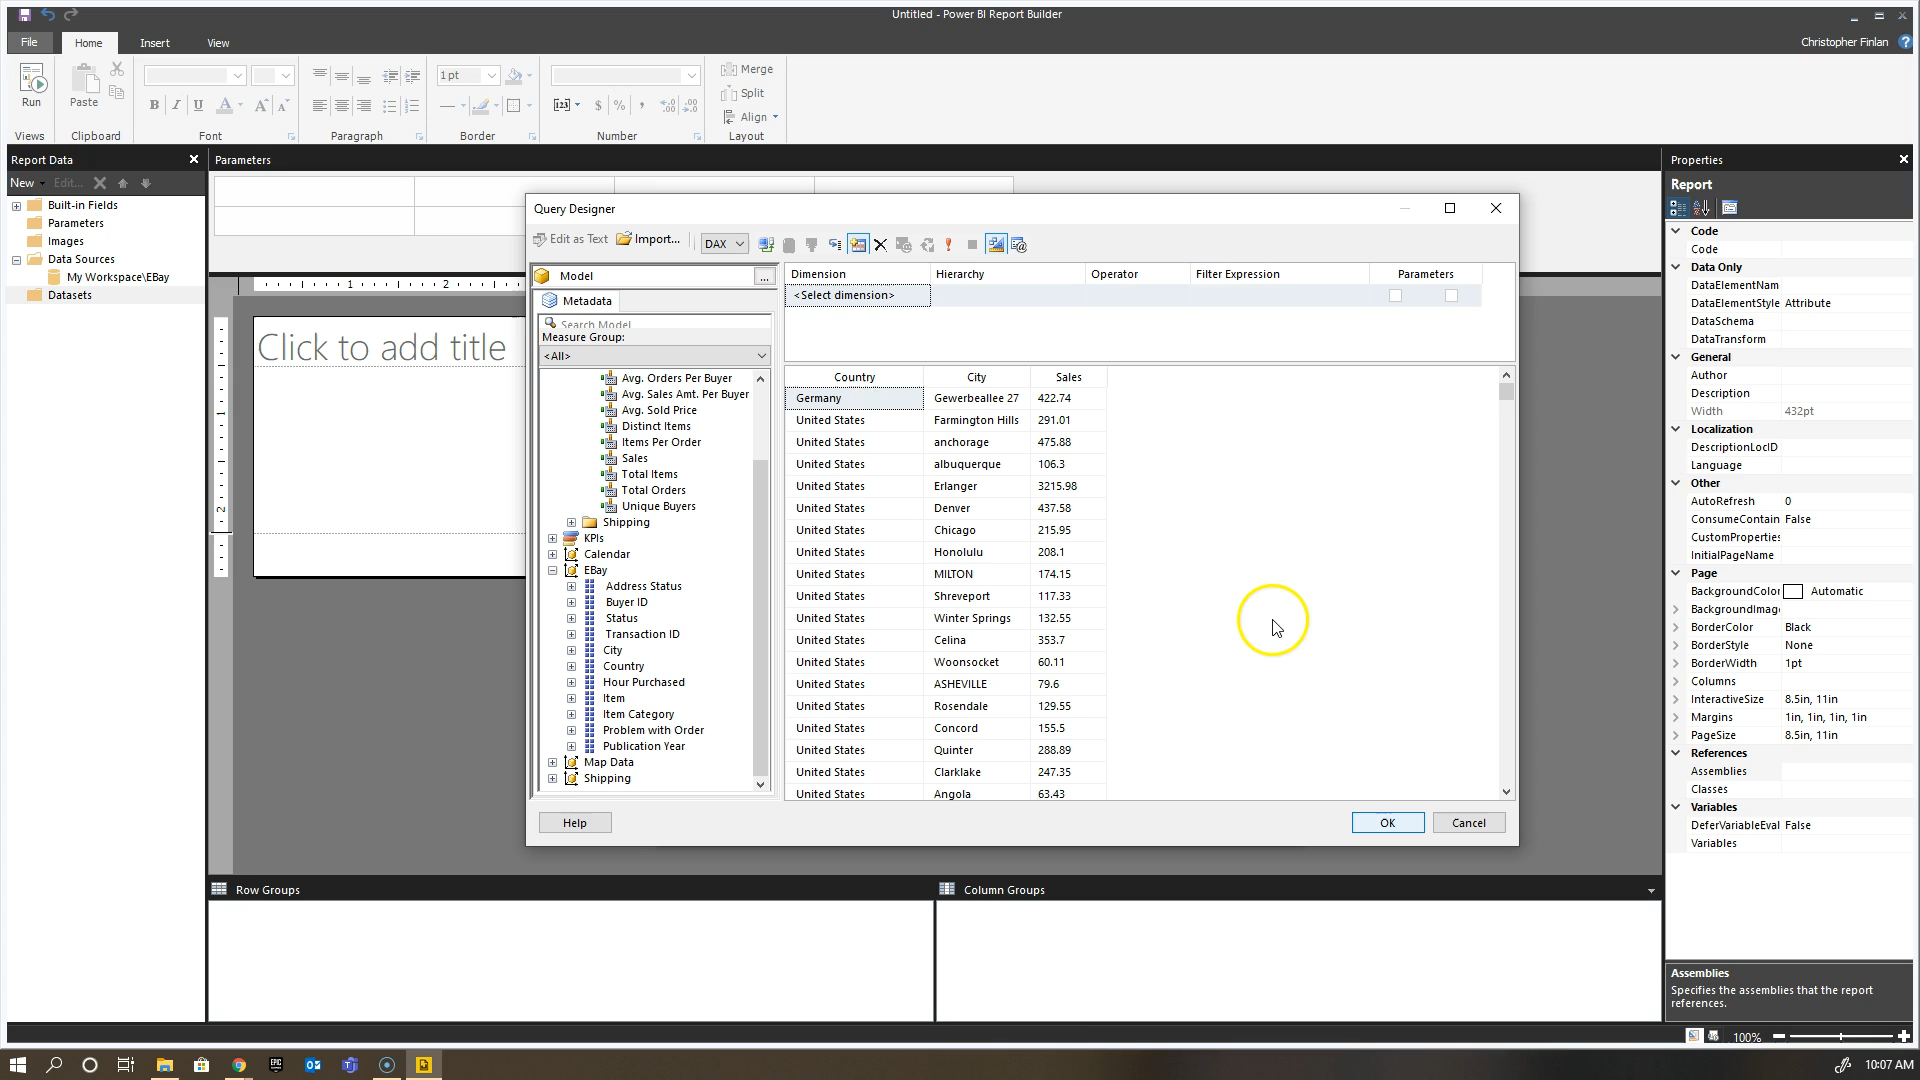 Untitled - Power BI Report Builder
File
Home
Insert
View
Christopher Finlan
?
Run
Views
Paste
Clipboard
B I U A A A
Font
Paragraph
1pt
Border
[123] $ % ,
Number
Merge
Split
Align
Layout
Report Data
New Edit...
Built-in Fields
Parameters
Images
Data Sources
My Workspace\EBay
Datasets
Parameters
1 2
1
2
Click to add title
Query Designer
Edit as Text
Import...
DAX
Model
...
Metadata
Search Model
Measure Group:
<All>
Avg. Orders Per Buyer
Avg. Sales Amt. Per Buyer
Avg. Sold Price
Distinct Items
Items Per Order
Sales
Total Items
Total Orders
Unique Buyers
Shipping
KPIs
Calendar
EBay
Address Status
Buyer ID
Status
Transaction ID
City
Country
Hour Purchased
Item
Item Category
Problem with Order
Publication Year
Map Data
Shipping
Dimension Hierarchy Operator Filter Expression Parameters
<Select dimension>
Country City Sales
Germany Gewerbeallee 27 422.74
United States Farmington Hills 291.01
United States anchorage 475.88
United States albuquerque 106.3
United States Erlanger 3215.98
United States Denver 437.58
United States Chicago 215.95
United States Honolulu 208.1
United States MILTON 174.15
United States Shreveport 117.33
United States Winter Springs 132.55
United States Celina 353.7
United States Woonsocket 60.11
United States ASHEVILLE 79.6
United States Rosendale 129.55
United States Concord 155.5
United States Quinter 288.89
United States Clarklake 247.35
United States Angola 63.43
Help
OK
Cancel
Row Groups
Column Groups
Properties
Report
Code
Code
Data Only
DataElementNam
DataElementStyle Attribute
DataSchema
DataTransform
General
Author
Description
Width 432pt
Localization
DescriptionLocID
Language
Other
AutoRefresh 0
ConsumeContain False
CustomProperties
InitialPageName
Page
BackgroundColor Automatic
BackgroundImage
BorderColor Black
BorderStyle None
BorderWidth 1pt
Columns
InteractiveSize 8.5in, 11in
Margins 1in, 1in, 1in, 1in
PageSize 8.5in, 11in
References
Assemblies
Classes
Variables
DeferVariableEval False
Variables
Assemblies
Specifies the assemblies that the report
references.
100%
EPIC
10:07 AM